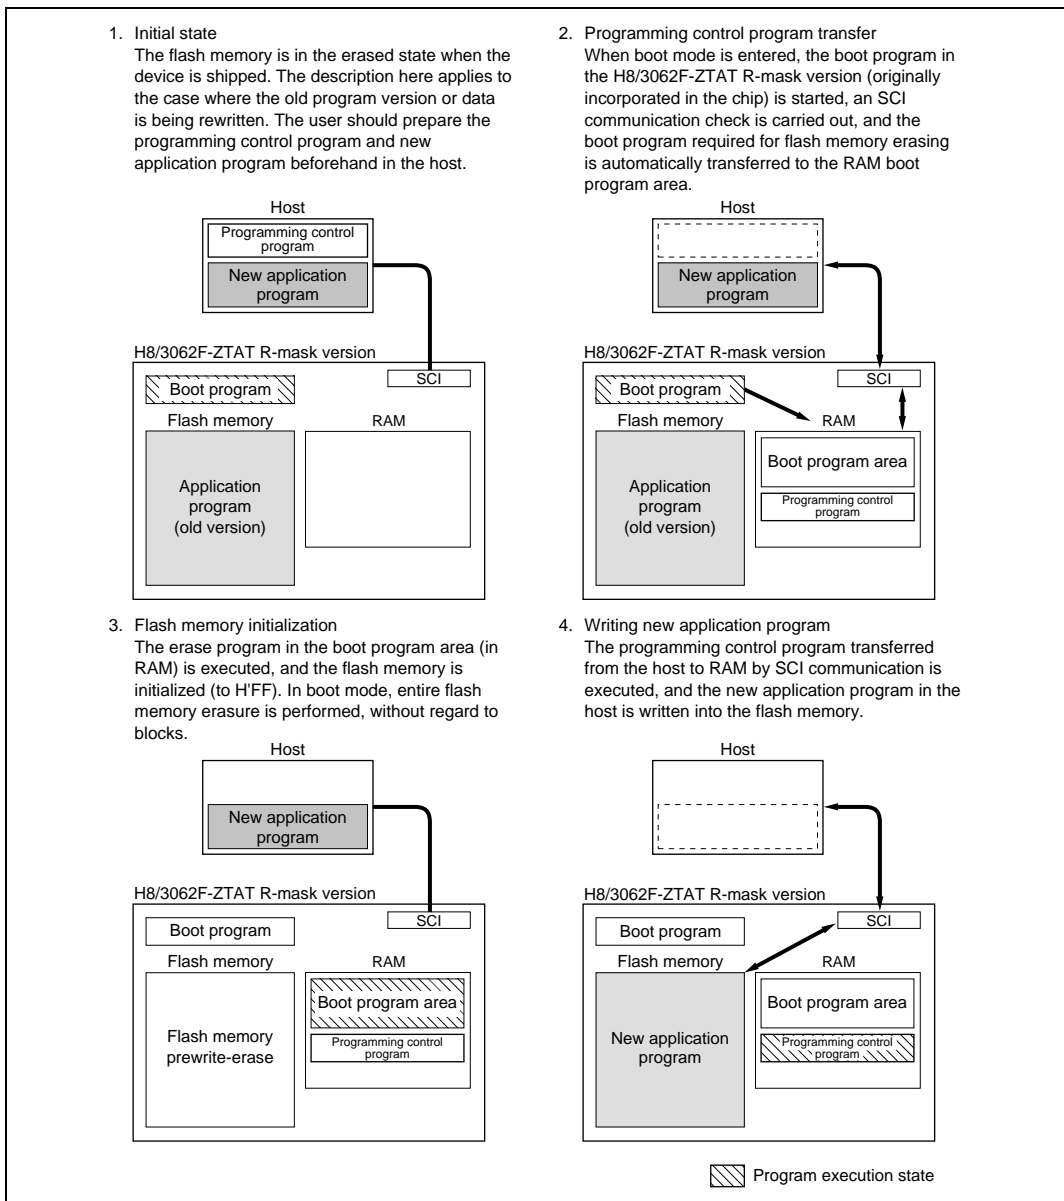 1. Initial state
The flash memory is in the erased state when the
device is shipped. The description here applies to
the case where the old program version or data
is being rewritten. The user should prepare the
programming control program and new
application program beforehand in the host.
Host
Programming control
program
New application
program
H8/3062F-ZTAT R-mask version
SCI
Boot program
Flash memory
RAM
Application
program
(old version)
2. Programming control program transfer
When boot mode is entered, the boot program in
the H8/3062F-ZTAT R-mask version (originally
incorporated in the chip) is started, an SCI
communication check is carried out, and the
boot program required for flash memory erasing
is automatically transferred to the RAM boot
program area.
Host
New application
program
H8/3062F-ZTAT R-mask version
SCI
Boot program
Flash memory
RAM
Boot program area
Programming control
program
Application
program
(old version)
3. Flash memory initialization
The erase program in the boot program area (in
RAM) is executed, and the flash memory is
initialized (to H'FF). In boot mode, entire flash
memory erasure is performed, without regard to
blocks.
Host
New application
program
H8/3062F-ZTAT R-mask version
SCI
Boot program
Flash memory
RAM
Boot program area
Programming control
program
Flash memory
prewrite-erase
4. Writing new application program
The programming control program transferred
from the host to RAM by SCI communication is
executed, and the new application program in the
host is written into the flash memory.
Host
H8/3062F-ZTAT R-mask version
SCI
Boot program
Flash memory
RAM
Boot program area
Programming control
program
New application
program
Program execution state